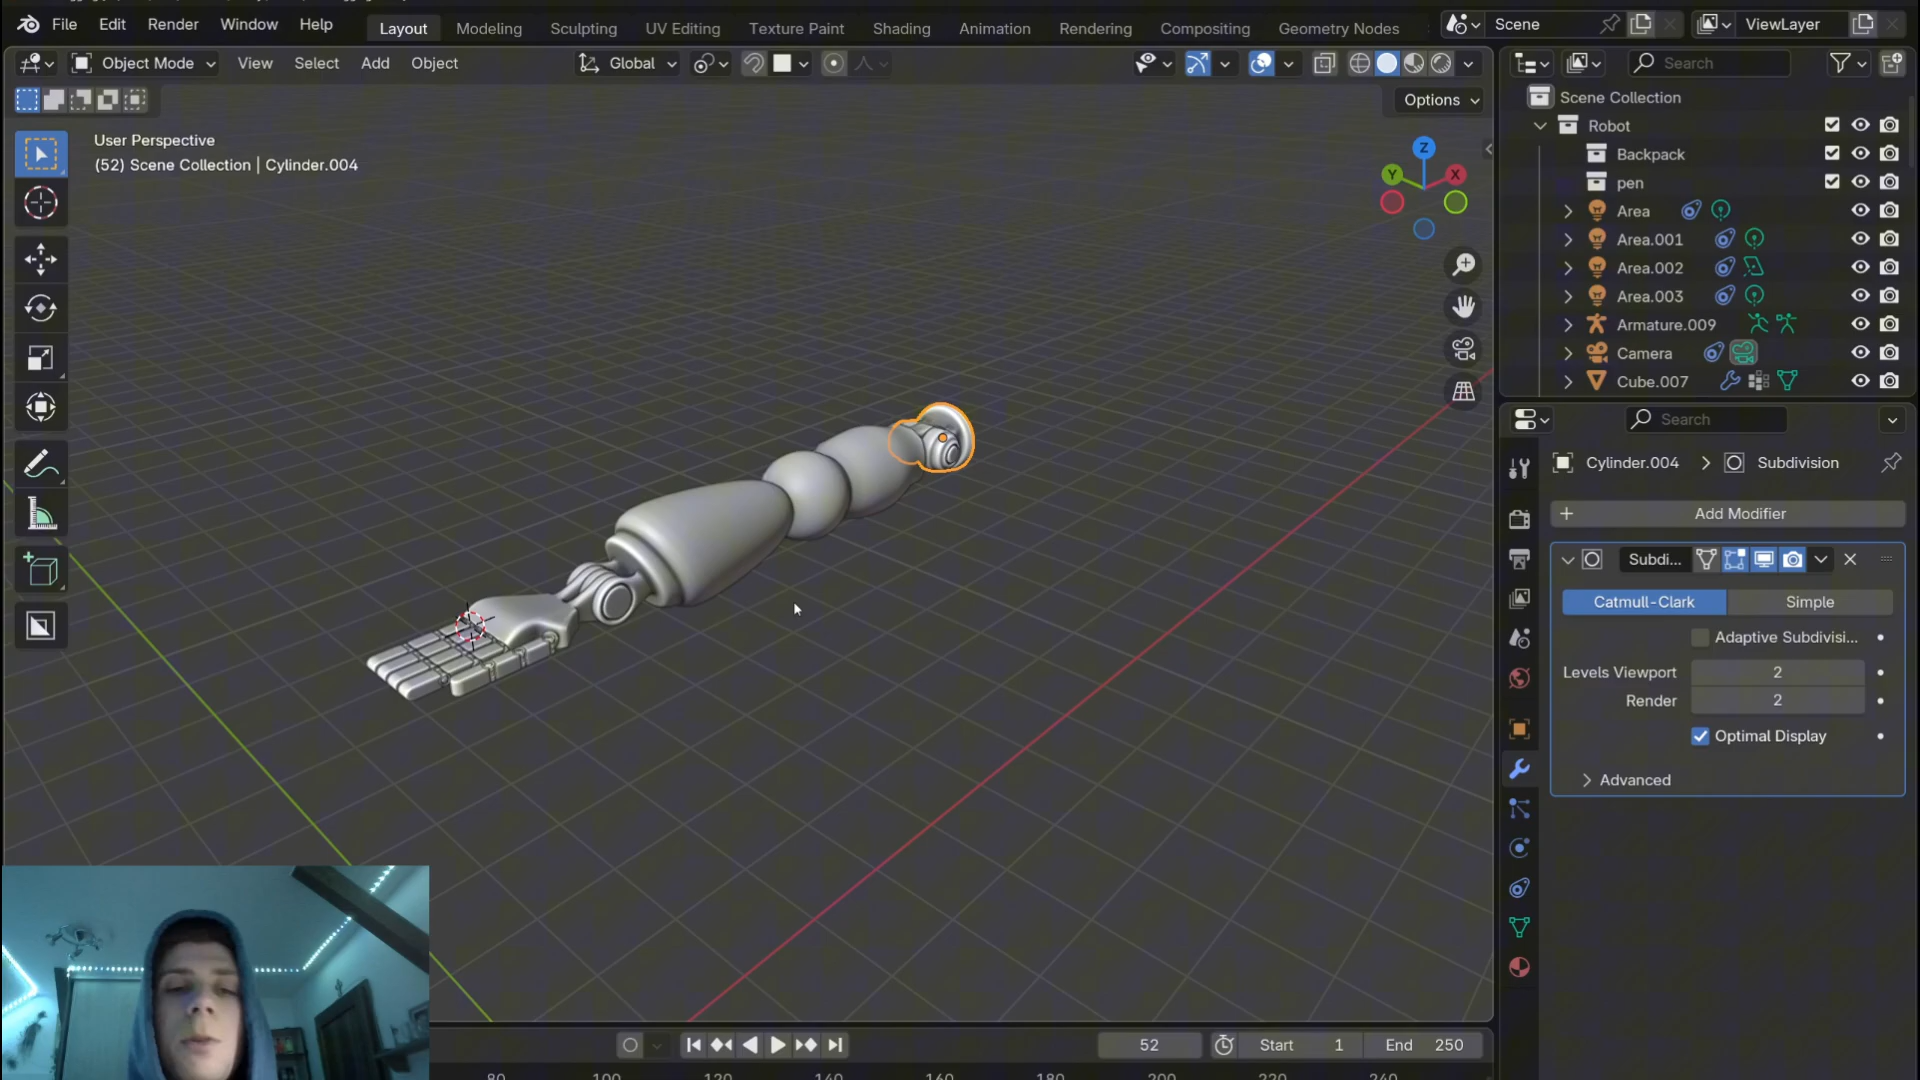 File Edit Render Window Help
Layout Modeling Sculpting UV Editing Texture Paint Shading Animation Rendering Compositing Geometry Nodes
Scene
ViewLayer
Object Mode View Select Add Object
Global
Options
User Perspective
(52) Scene Collection | Cylinder.004
Z
Y
X
Search
Scene Collection
Robot
Backpack
pen
Area
Area.001
Area.002
Area.003
Armature.009
Camera
Cube.007
Search
Cylinder.004 Subdivision
Add Modifier
Subdi...
Catmull-Clark Simple
Adaptive Subdivisi...
Levels Viewport 2
Render 2
Optimal Display
Advanced
52
Start 1
End 250
80 100 120 140 160 180 200 220 240